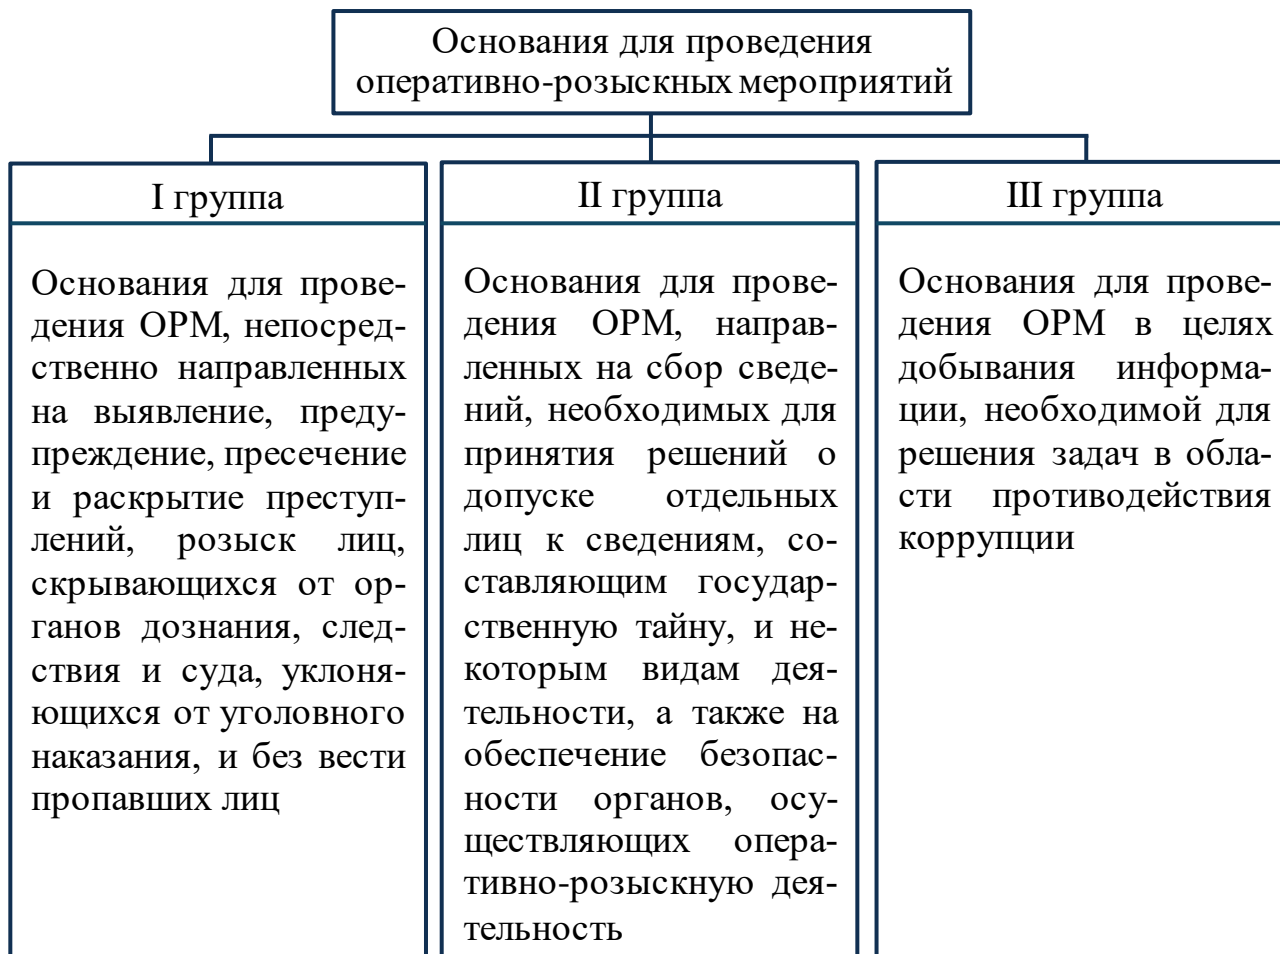 Основания для проведения
оперативно-розыскных мероприятий
I группа
Основания для прове-
дения ОРМ, непосред-
ственно направленных
на выявление, преду-
преждение, пресечение
и раскрытие преступ-
лений, розыск лиц,
скрывающихся от ор-
ганов дознания, след-
ствия и суда, уклоня-
ющихся от уголовного
наказания, и без вести
пропавших лиц
II группа
Основания для прове-
дения ОРМ, направ-
ленных на сбор сведе-
ний, необходимых для
принятия решений о
допуске отдельных
лиц к сведениям, со-
ставляющим государ-
ственную тайну, и не-
которым видам дея-
тельности, а также на
обеспечение безопас-
ности органов, осу-
ществляющих опера-
тивно-розыскную дея-
тельность
III группа
Основания для прове-
дения ОРМ в целях
добывания информа-
ции, необходимой для
решения задач в обла-
сти противодействия
коррупции